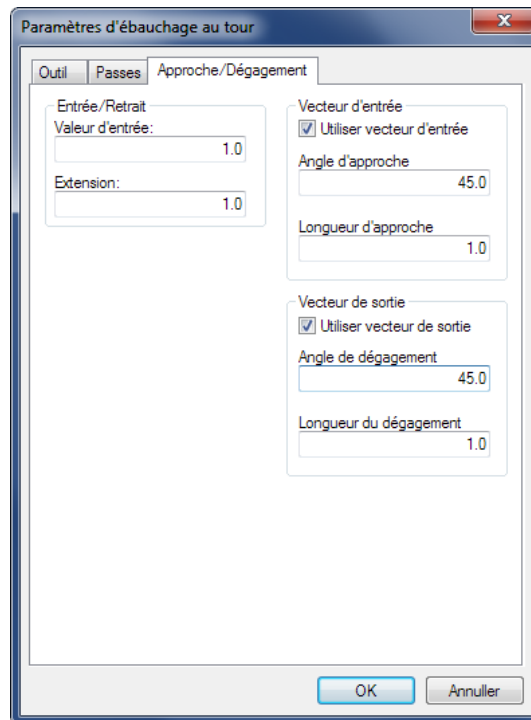 Paramètres d'ébauchage au tour
Outil
Passes
Approche/Dégagement
Entrée/Retrait
Valeur d'entrée:
1.0
Extension:
1.0
Vecteur d'entrée
Utiliser vecteur d'entrée
Angle d'approche
45.0
Longueur d'approche
1.0
Vecteur de sortie
Utiliser vecteur de sortie
Angle de dégagement
45.0
Longueur du dégagement
1.0
OK
Annuller